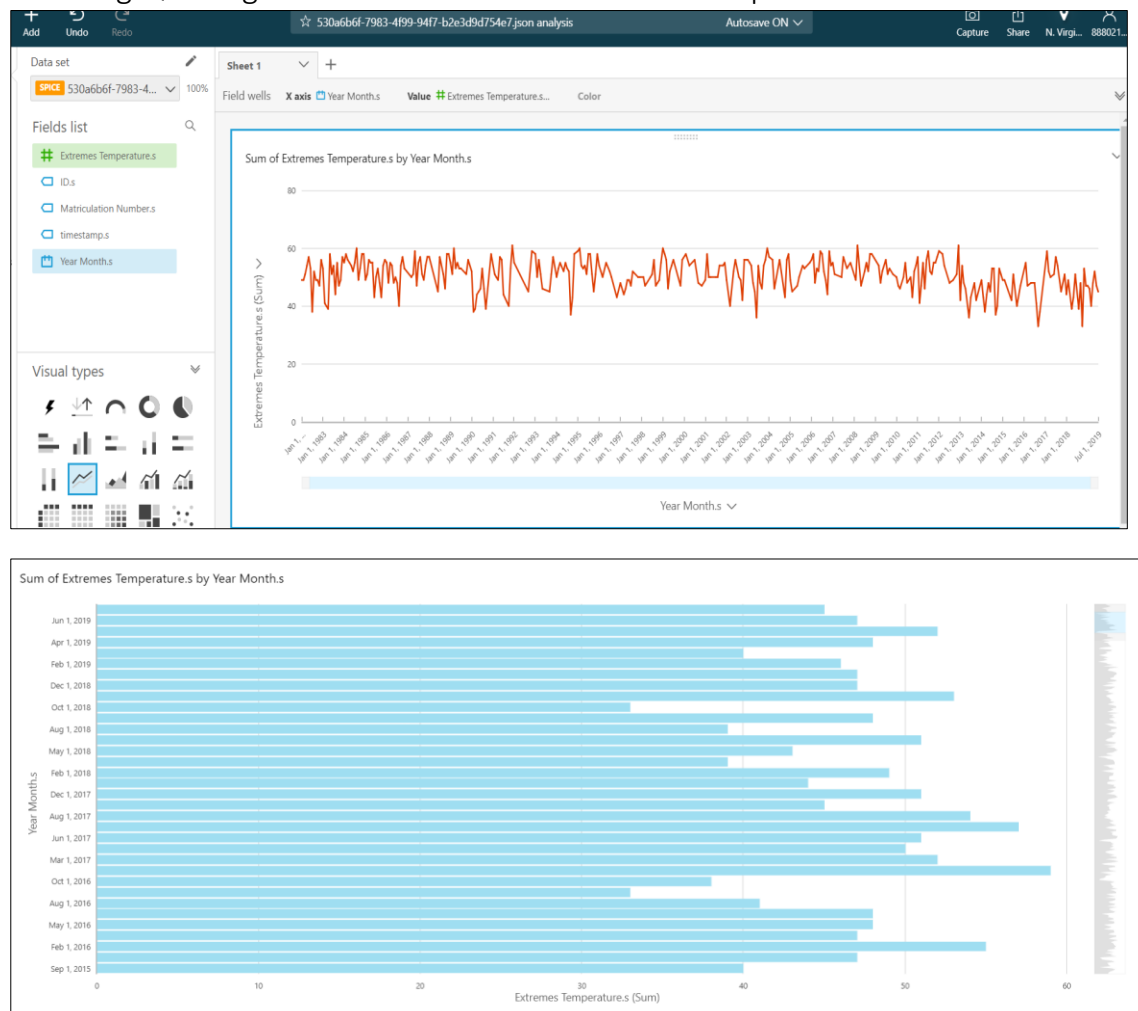 Add
Undo
Redo
☆ 530a6b6f-7983-4f99-94f7-b2e3d9d754e7.json analysis
Autosave ON
Capture
Share
N. Virgi...
888021...
Data set
SPICE 530a6b6f-7983-4... 100%
Sheet 1 +
Field wells X axis Year Month.s Value # Extremes Temperature.s... Color
Fields list
# Extremes Temperature.s
ID.s
Matriculation Number.s
timestamp.s
Year Month.s
Visual types
Sum of Extremes Temperature.s by Year Month.s
80
60
40
20
0
Extremes Temperature.s (Sum)
Jan 1, ...
Jan 1, 1983
Jan 1, 1984
Jan 1, 1985
Jan 1, 1986
Jan 1, 1987
Jan 1, 1988
Jan 1, 1989
Jan 1, 1990
Jan 1, 1991
Jan 1, 1992
Jan 1, 1993
Jan 1, 1994
Jan 1, 1995
Jan 1, 1996
Jan 1, 1997
Jan 1, 1998
Jan 1, 1999
Jan 1, 2000
Jan 1, 2001
Jan 1, 2002
Jan 1, 2003
Jan 1, 2004
Jan 1, 2005
Jan 1, 2006
Jan 1, 2007
Jan 1, 2008
Jan 1, 2009
Jan 1, 2010
Jan 1, 2011
Jan 1, 2012
Jan 1, 2013
Jan 1, 2014
Jan 1, 2015
Jan 1, 2016
Jan 1, 2017
Jan 1, 2018
Jul 1, 2019
Year Month.s
Sum of Extremes Temperature.s by Year Month.s
Year Month.s
Jun 1, 2019
Apr 1, 2019
Feb 1, 2019
Dec 1, 2018
Oct 1, 2018
Aug 1, 2018
May 1, 2018
Feb 1, 2018
Dec 1, 2017
Aug 1, 2017
Jun 1, 2017
Mar 1, 2017
Oct 1, 2016
Aug 1, 2016
May 1, 2016
Feb 1, 2016
Sep 1, 2015
0 10 20 30 40 50 60
Extremes Temperature.s (Sum)